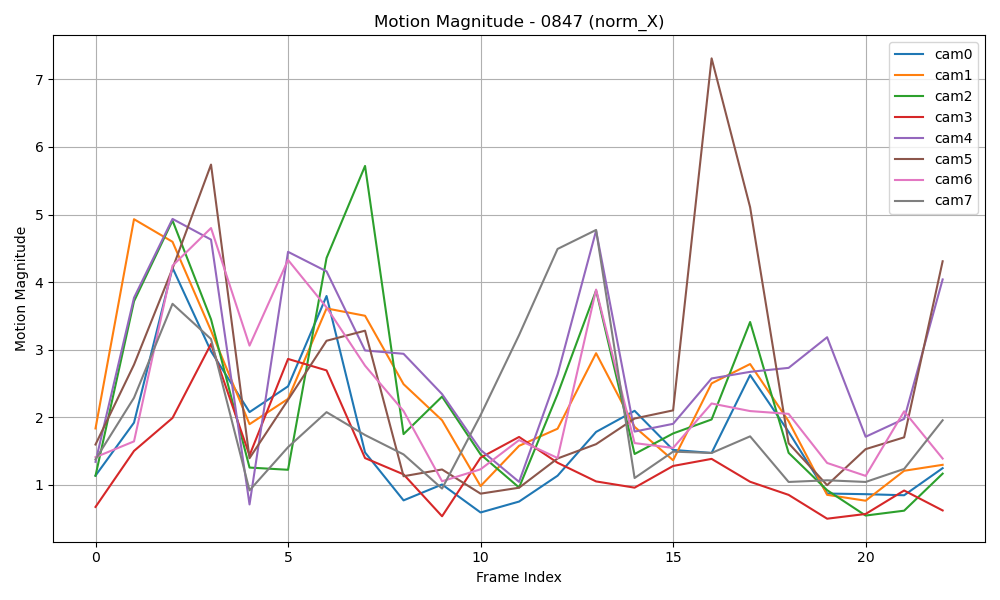 Motion Magnitude - 0847 (norm_X)
cam0
cam1
cam2
cam3
cam4
cam5
cam6
cam7
Motion Magnitude
7
6
5
4
3
2
1
0 5 10 15 20
Frame Index